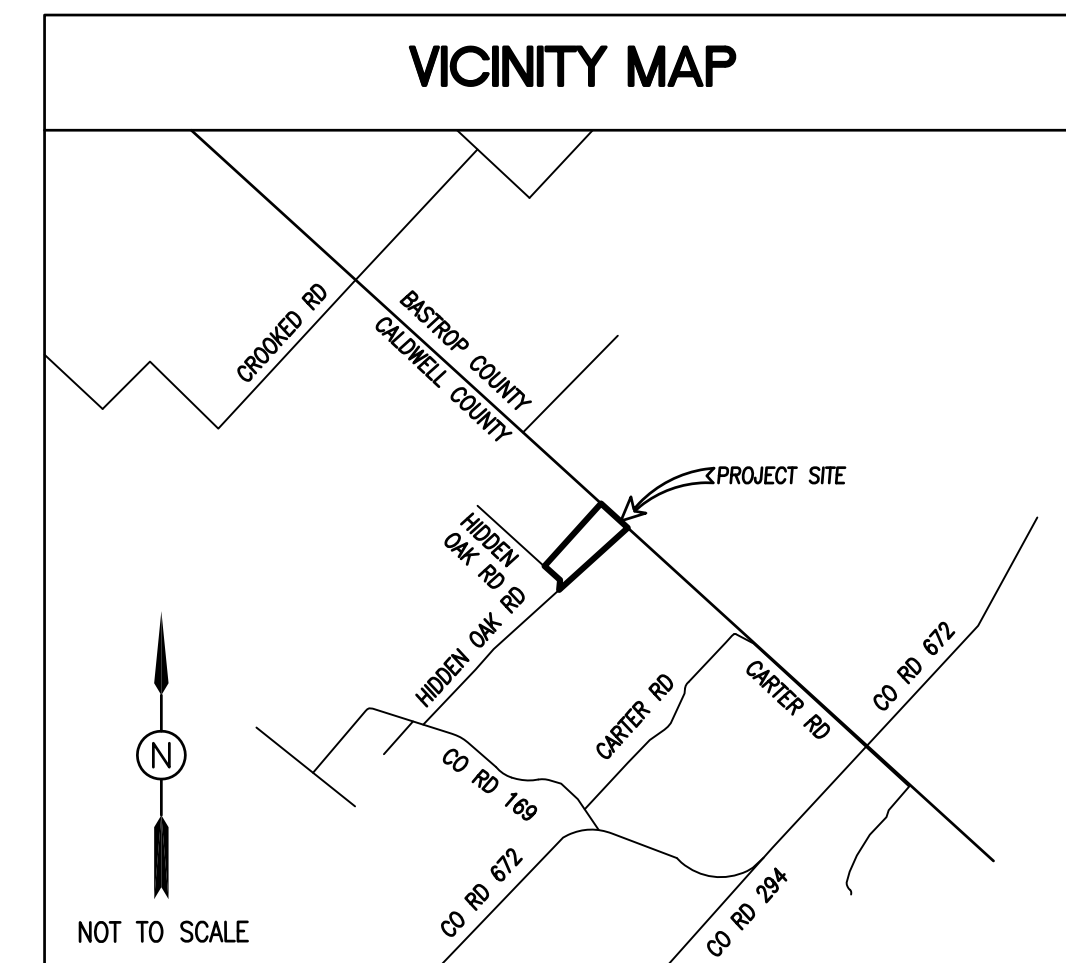 VICINITY MAP
CROOKED RD
BASTROP COUNTY
CALDWELL COUNTY
PROJECT SITE
HIDDEN
OAK RD RD
HIDDEN OAK RD
CARTER RD
CARTER RD
CO RD 672
CO RD 169
CO RD 672
CO RD 294
N
NOT TO SCALE